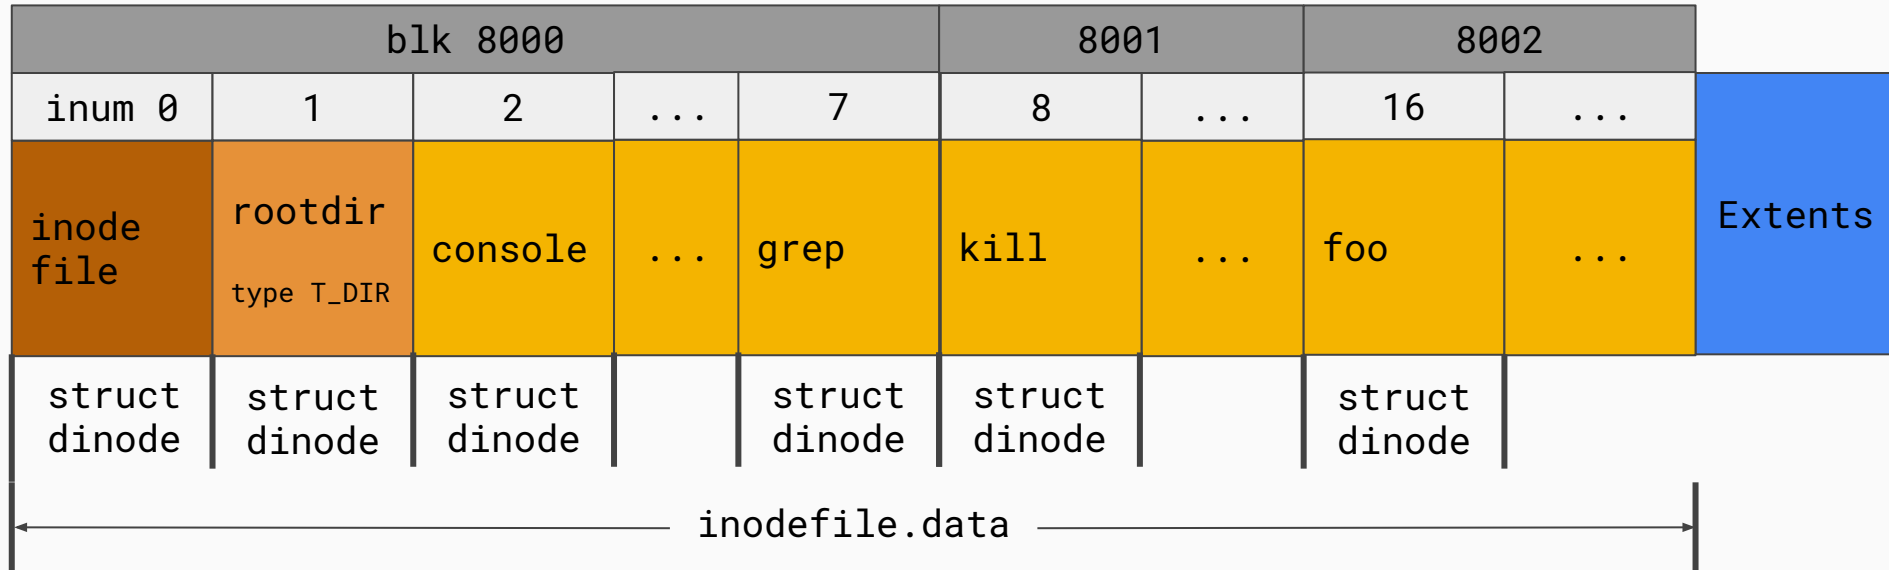 blk 8000 8001 8002
inum 0 1 2 ... 7 8 ... 16 ...
inode
file
rootdir
type T_DIR
console
...
grep
kill
...
foo
...
Extents
struct
dinode
struct
dinode
struct
dinode
struct
dinode
struct
dinode
struct
dinode
inodefile.data